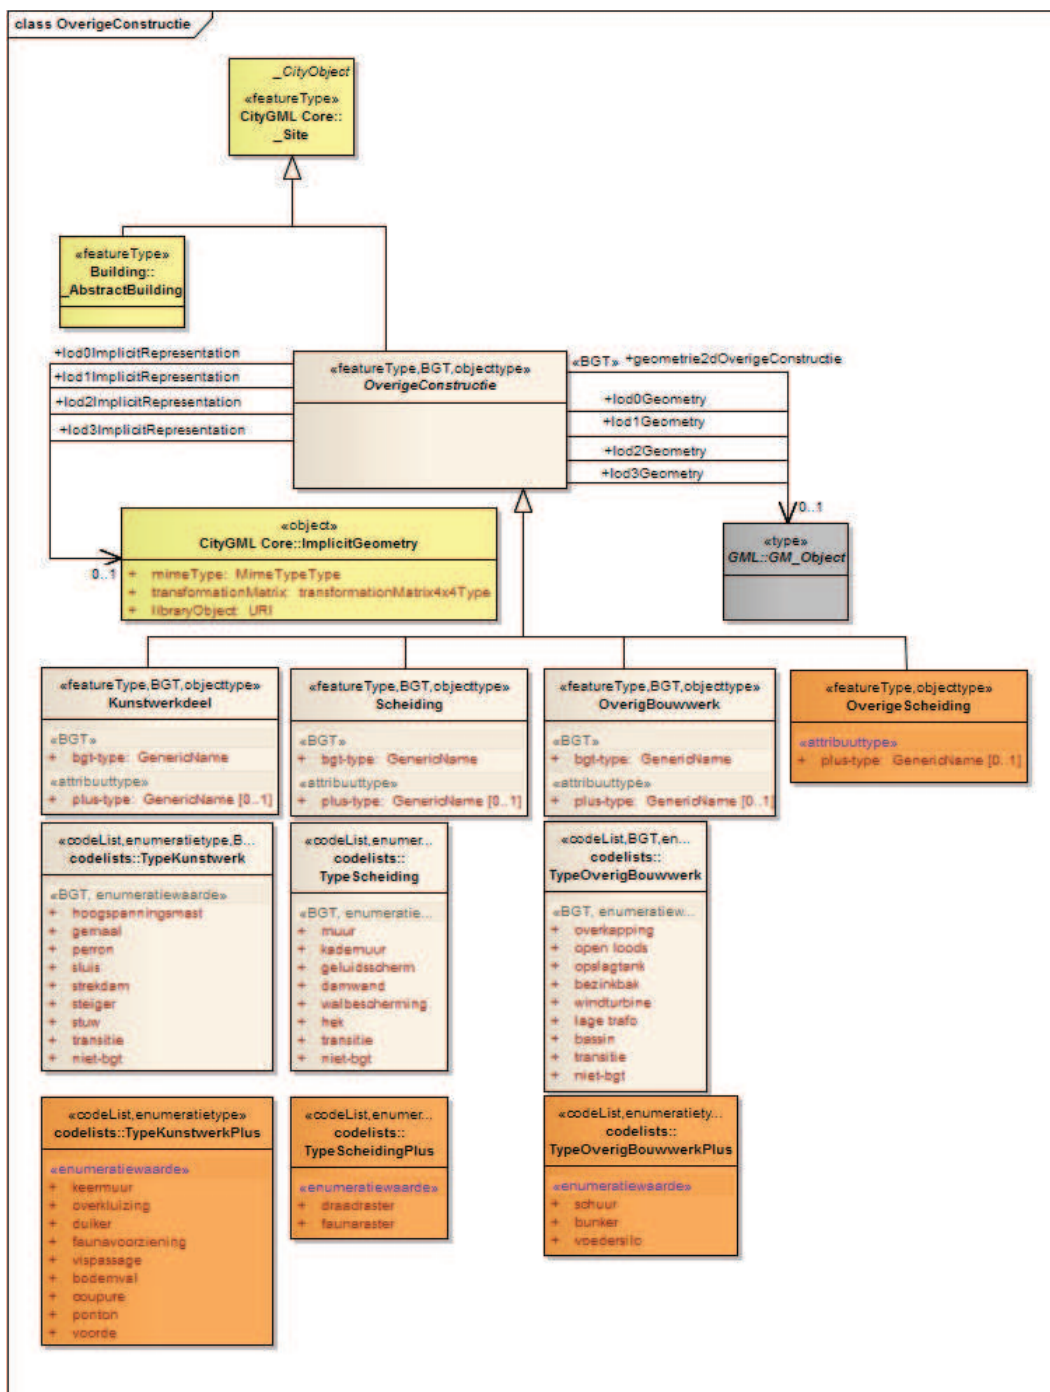 class OverigeConstructie
_CityObject
«featureType»
CityGML Core::
_Site
«featureType»
Building::
_AbstractBuilding
+lod0ImplicitRepresentation
+lod1ImplicitRepresentation
+lod2ImplicitRepresentation
+lod3ImplicitRepresentation
«featureType,BGT,objecttype»
OverigeConstructie
«BGT» +geometrie2dOverigeConstructie
+lod0Geometry
+lod1Geometry
+lod2Geometry
+lod3Geometry
0..1
«type»
GML::GM_Object
«object»
CityGML Core::ImplicitGeometry
+ mimeType: MimeTypeType
+ transformationMatrix: transformationMatrix4x4Type
+ libraryObject: URI
0..1
«featureType,BGT,objecttype»
Kunstwerkdeel
«BGT»
+ bgt-type: GenericName
«attribuuttype»
+ plus-type: GenericName [0..1]
«featureType,BGT,objecttype»
Scheiding
«BGT»
+ bgt-type: GenericName
«attribuuttype»
+ plus-type: GenericName [0..1]
«featureType,BGT,objecttype»
OverigBouwwerk
«BGT»
+ bgt-type: GenericName
«attribuuttype»
+ plus-type: GenericName [0..1]
«featureType,objecttype»
OverigeScheiding
«attribuuttype»
+ plus-type: GenericName [0..1]
«codeList,enumeratietype,B...
codelists::TypeKunstwerk
«BGT, enumeratiewaarde»
+ hoogspanningsmast
+ gemaal
+ perron
+ sluis
+ strekdam
+ steiger
+ stuw
+ transitie
+ niet-bgt
«codeList,enumer...
codelists::
TypeScheiding
«BGT, enumeratie...
+ muur
+ kademuur
+ geluidsscherm
+ damwand
+ walbescherming
+ hek
+ transitie
+ niet-bgt
«codeList,BGT,en...
codelists::
TypeOverigBouwwerk
«BGT, enumeratiew...
+ overkapping
+ open loods
+ opslagtank
+ bezinkbak
+ windturbine
+ lage trafo
+ bassin
+ transitie
+ niet-bgt
«codeList,enumeratietype»
codelists::TypeKunstwerkPlus
«enumeratiewaarde»
+ keermuur
+ overkluizing
+ duiker
+ faunavoorziening
+ vispassage
+ bodemval
+ coupure
+ ponton
+ voorde
«codeList,enumer...
codelists::
TypeScheidingPlus
«enumeratiewaarde»
+ draadraster
+ faunaraster
«codeList,enumeratiety...
codelists::
TypeOverigBouwwerkPlus
«enumeratiewaarde»
+ schuur
+ bunker
+ voedersilo